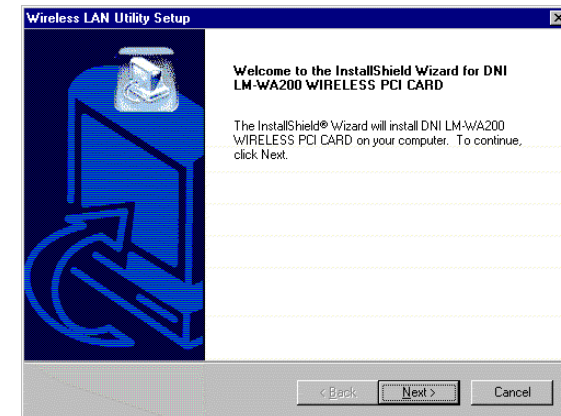 Wireless LAN Utility Setup
Welcome to the InstallShield Wizard for DNI
LM-WA200 WIRELESS PCI CARD
The InstallShield® Wizard will install DNI LM-WA200
WIRELESS PCI CARD on your computer. To continue,
click Next.
< Back Next > Cancel